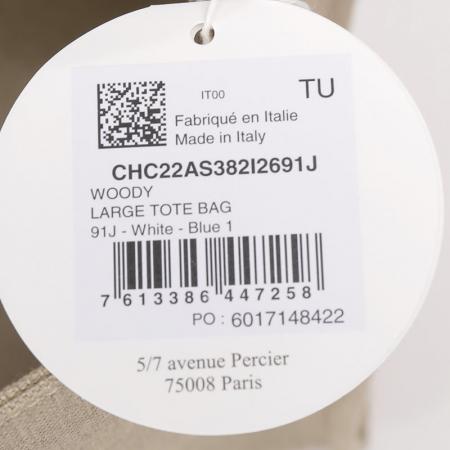 IT00
TU
Fabriqué en Italie
Made in Italy
CHC22AS382I2691J
WOODY
LARGE TOTE BAG
91J - White - Blue 1
7 613386 447258
PO : 6017148422
5/7 avenue Percier
75008 Paris